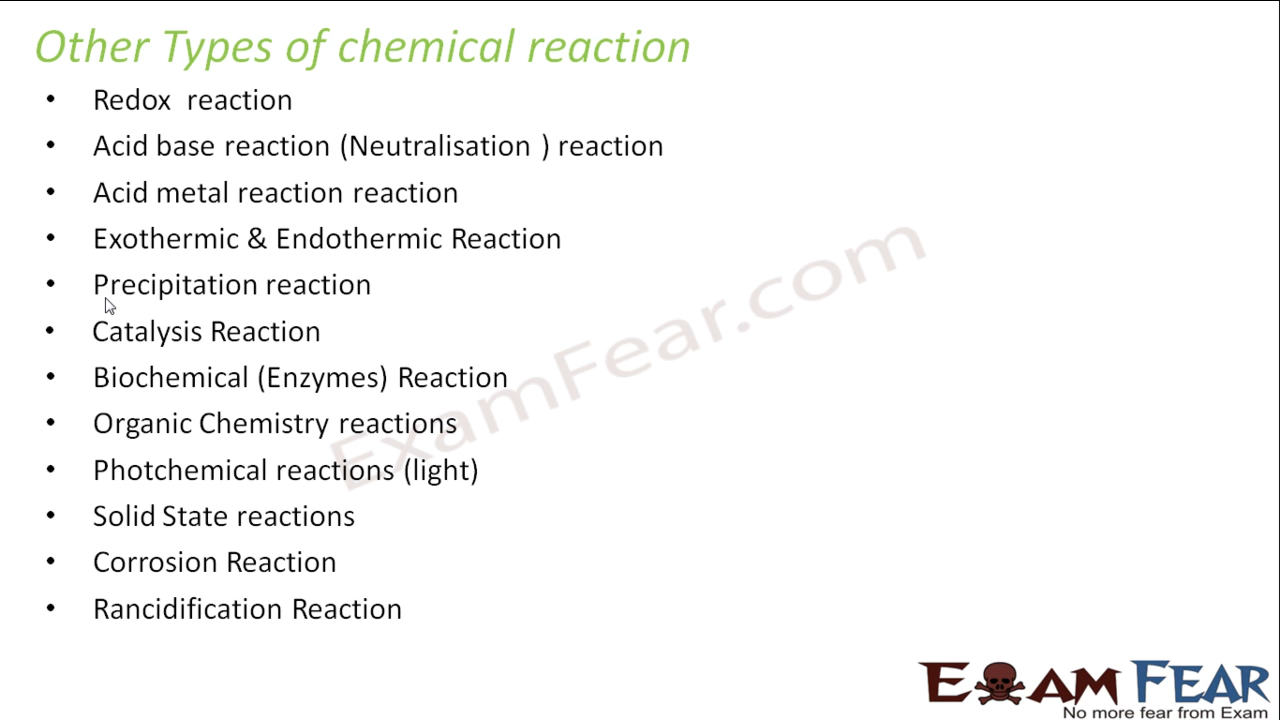 Other Types of chemical reaction
• Redox reaction
• Acid base reaction (Neutralisation ) reaction
• Acid metal reaction reaction
• Exothermic & Endothermic Reaction
• Precipitation reaction
• Catalysis Reaction
• Biochemical (Enzymes) Reaction
• Organic Chemistry reactions
• Photchemical reactions (light)
• Solid State reactions
• Corrosion Reaction
• Rancidification Reaction
ExamFear.com
EXAM FEAR
No more fear from Exam